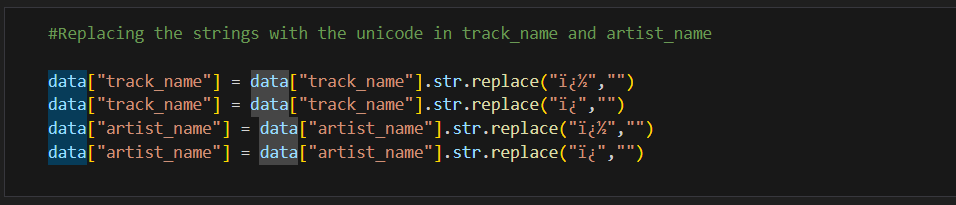 #Replacing the strings with the unicode in track_name and artist_name
data["track_name"] = data["track_name"].str.replace("ï¿½","")
data["track_name"] = data["track_name"].str.replace("ï¿","")
data["artist_name"] = data["artist_name"].str.replace("ï¿½","")
data["artist_name"] = data["artist_name"].str.replace("ï¿","")